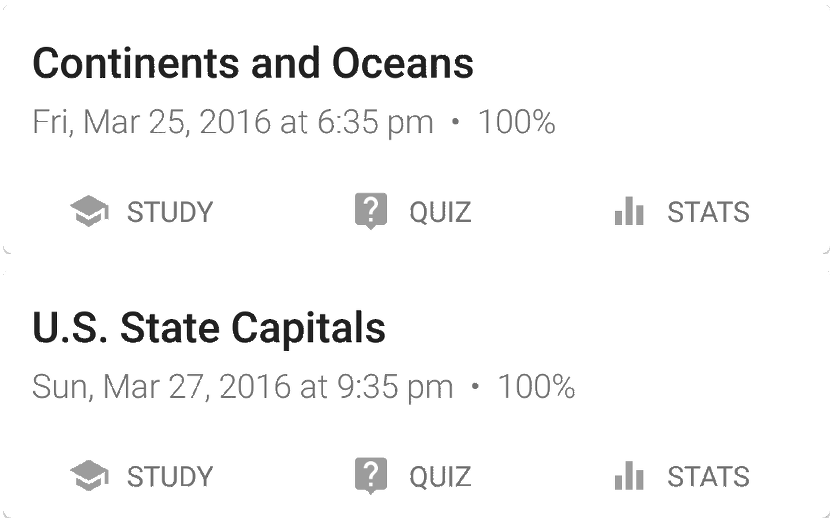 Continents and Oceans
Fri, Mar 25, 2016 at 6:35 pm • 100%
STUDY QUIZ STATS
U.S. State Capitals
Sun, Mar 27, 2016 at 9:35 pm • 100%
STUDY QUIZ STATS